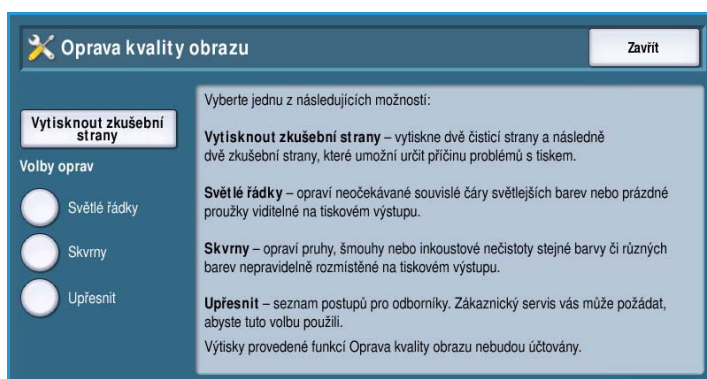 Oprava kvality obrazu
Zavřít
Vytisknout zkušební
strany
Volby oprav
Světlé řádky
Skvrny
Upřesnit
Vyberte jednu z následujících možností:
Vytisknout zkušební strany – vytiskne dvě čisticí strany a následně
dvě zkušební strany, které umožní určit příčinu problémů s tiskem.
Světlé řádky – opraví neočekávané souvislé čáry světlejších barev nebo prázdné
proužky viditelné na tiskovém výstupu.
Skvrny – opraví pruhy, šmouhy nebo inkoustové nečistoty stejné barvy či různých
barev nepravidelně rozmístěné na tiskovém výstupu.
Upřesnit – seznam postupů pro odborníky. Zákaznický servis vás může požádat,
abyste tuto volbu použili.
Výtisky provedené funkcí Oprava kvality obrazu nebudou účtovány.